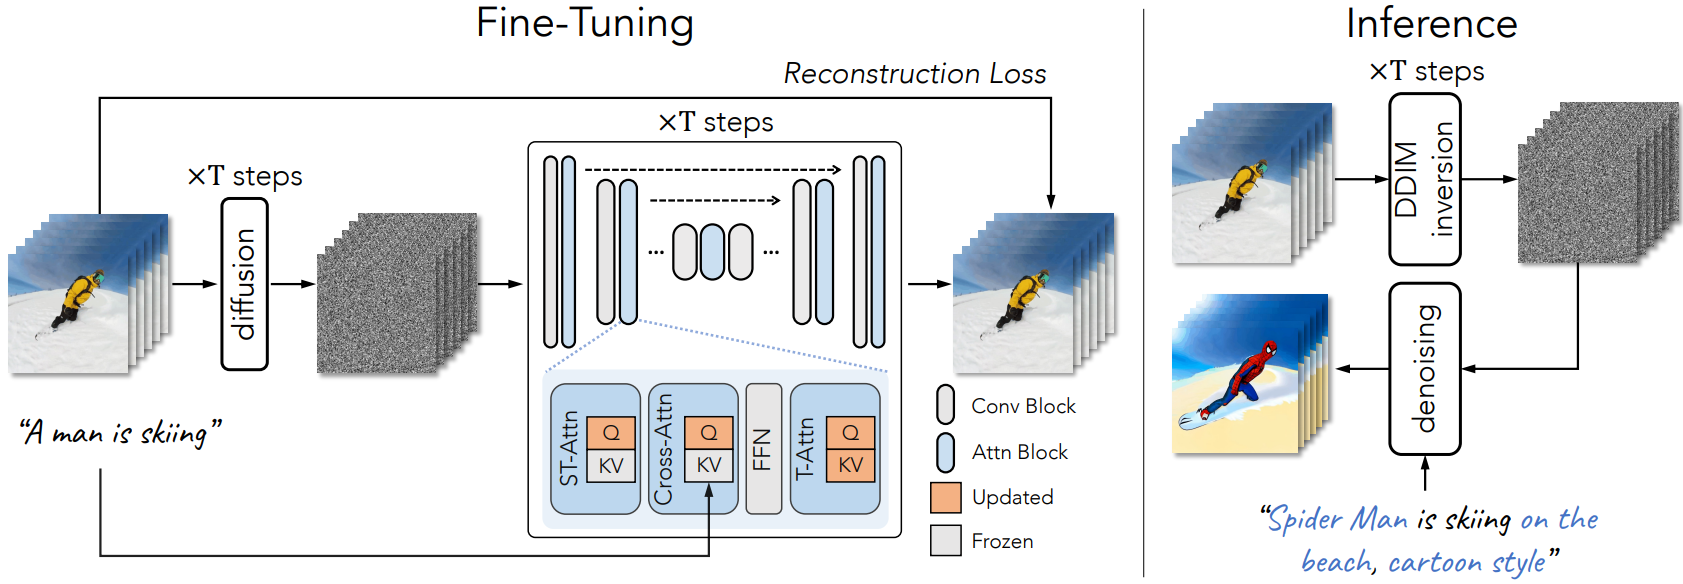 Fine-Tuning
Reconstruction Loss
×T steps
×T steps
diffusion
...
...
ST-Attn
Q
KV
Cross-Attn
Q
KV
FFN
T-Attn
Q
KV
"A man is skiing"
Conv Block
Attn Block
Updated
Frozen
Inference
×T steps
DDIM
inversion
denoising
"Spider Man is skiing on the
beach, cartoon style"